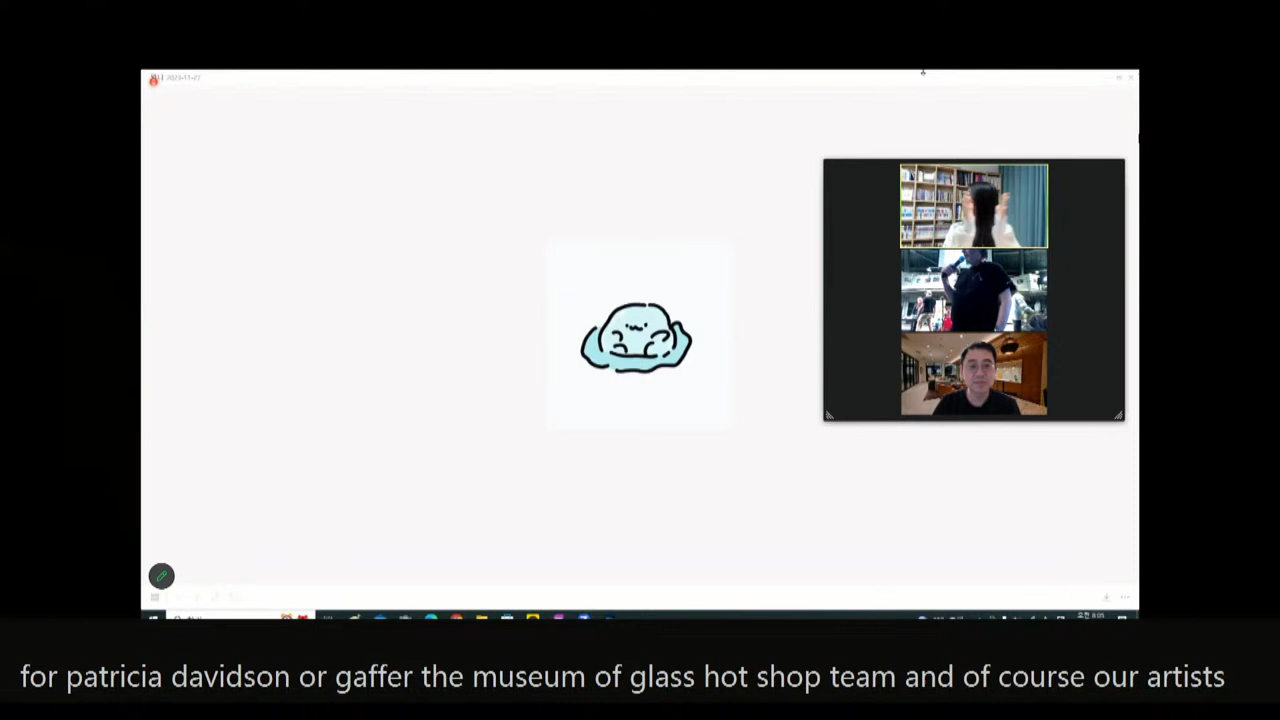 for patricia davidson or gaffer the museum of glass hot shop team and of course our artists